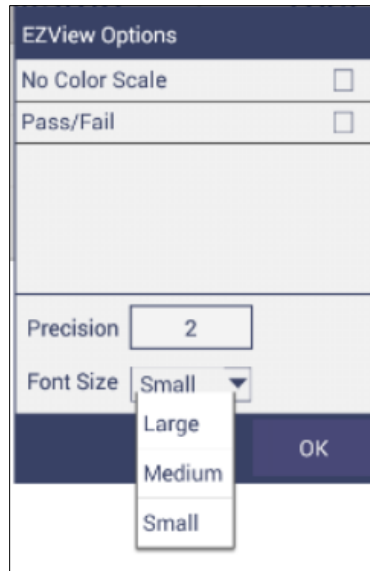 EZView Options
No Color Scale
Pass/Fail
Precision 2
Font Size Small
Large
Medium
Small
OK